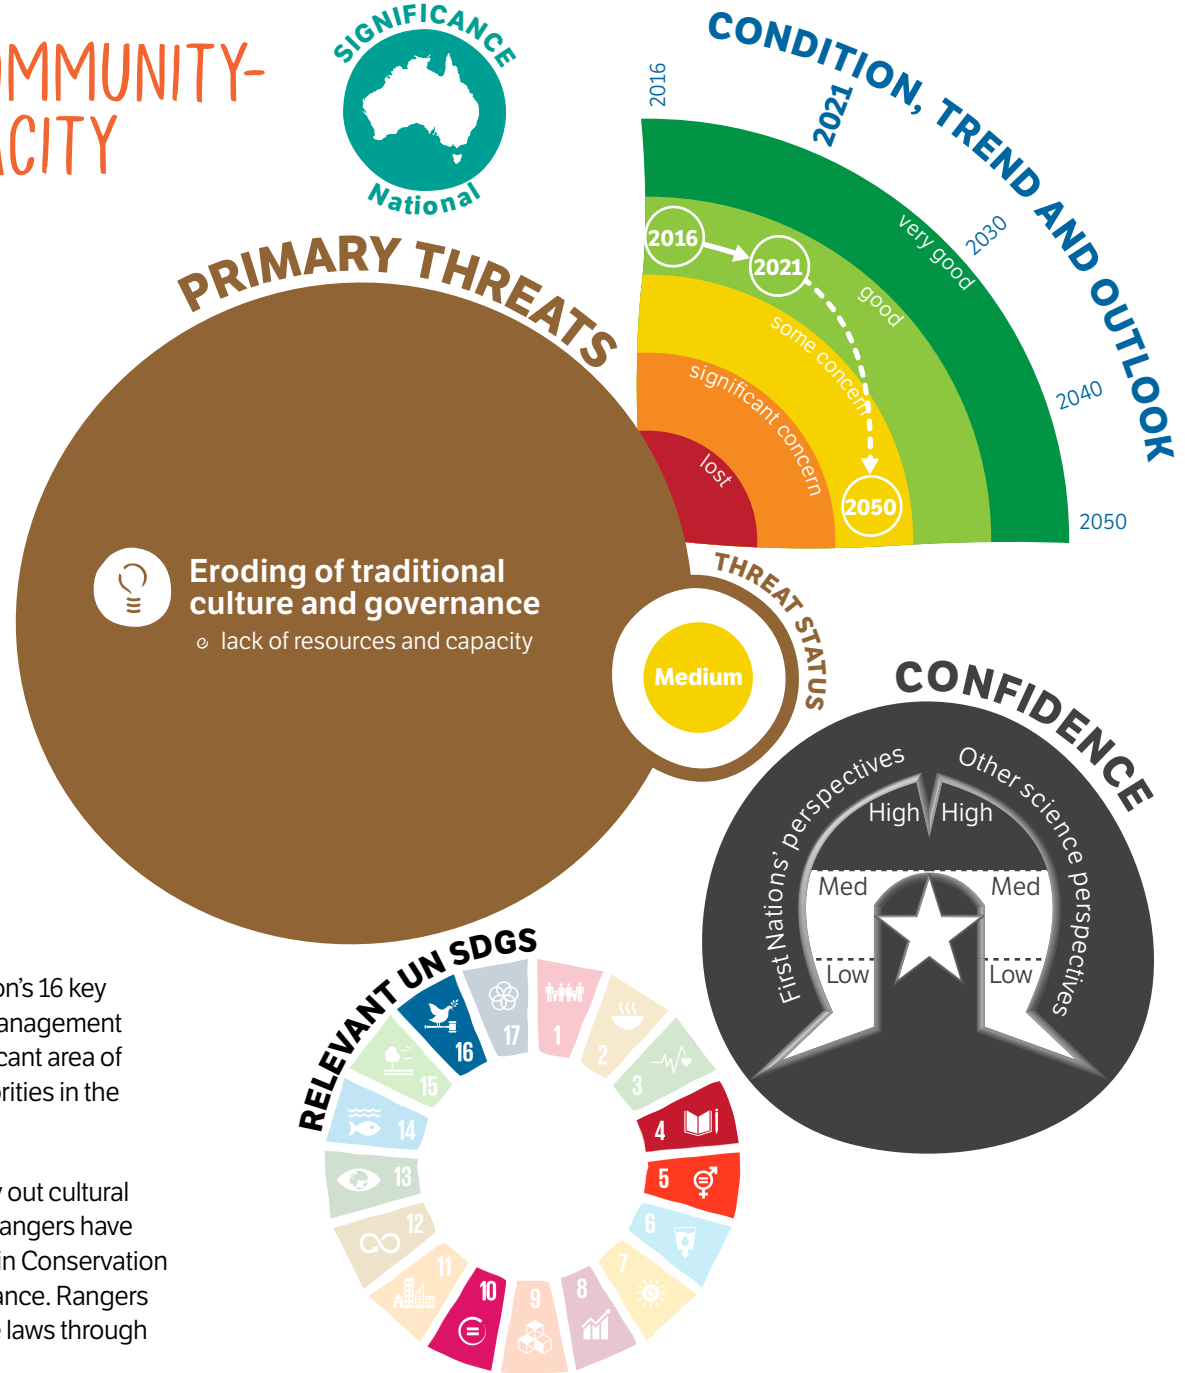 OMMUNITY-
ACITY
SIGNIFICANCE
National
CONDITION, TREND AND OUTLOOK
2016
2021
2030
2040
2050
very good
good
some concern
significant concern
lost
2016
2021
2050
PRIMARY THREATS
Eroding of traditional
culture and governance
lack of resources and capacity
THREAT STATUS
Medium
CONFIDENCE
First Nations' perspectives
Other science perspectives
High High
Med Med
Low Low
on's 16 key
anagement
cant area of
orities in the
y out cultural
angers have
in Conservation
ance. Rangers
e laws through
RELEVANT UN SDGS
1
2
3
4
5
6
7
8
9
10
11
12
13
14
15
16
17